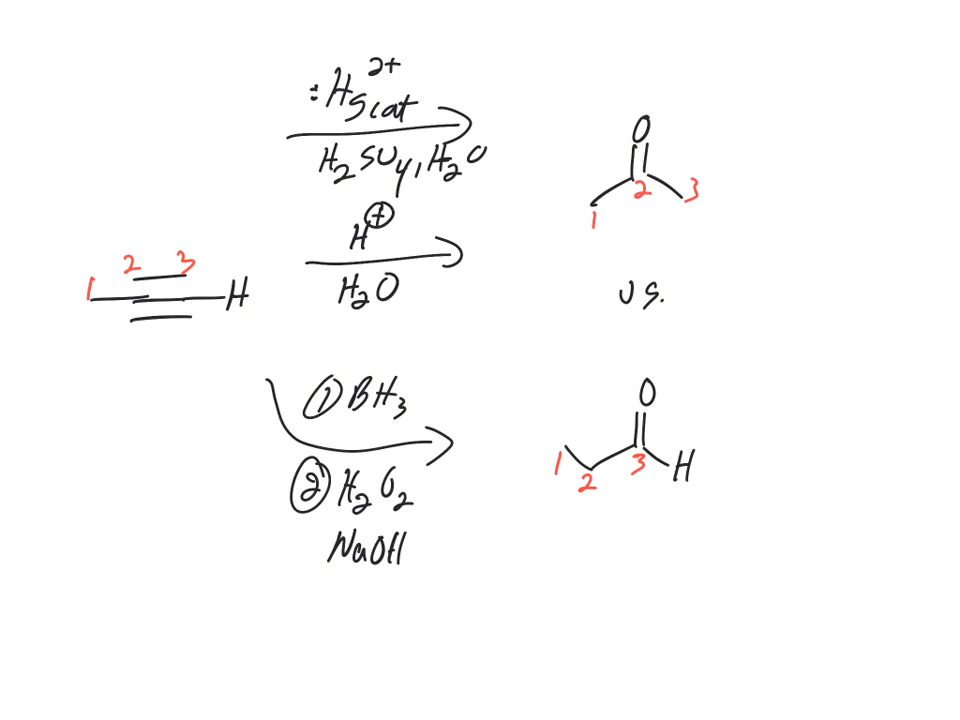 : Hg²⁺ cat
H₂SO₄, H₂O
O
1 2 3
H⊕
H₂O
1 2 3 H
vs.
① BH₃
② H₂O₂
NaOH
O
1 2 3 H